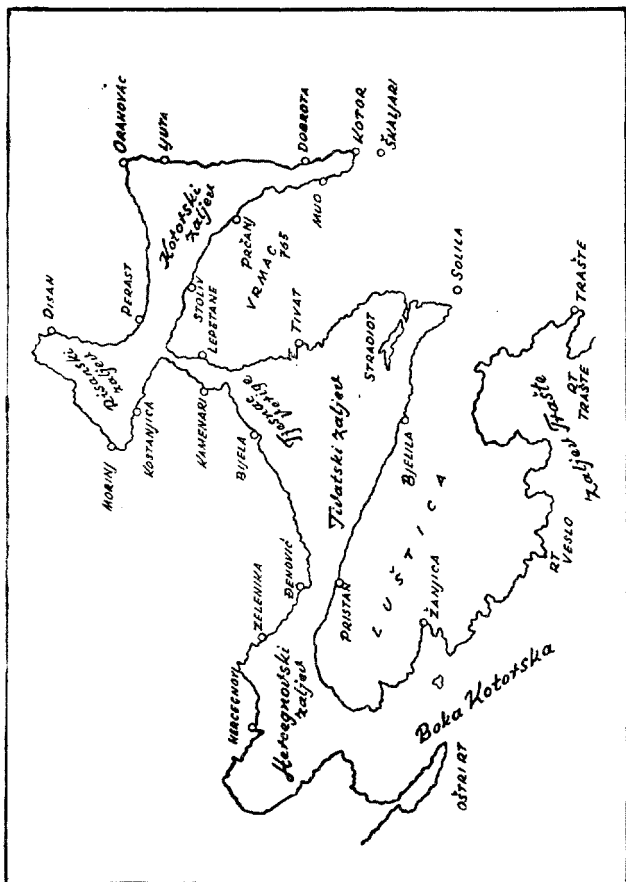 DISAN
Risanski
zaljev
MORINJ
ORAHOVAC
PERAST
KOSTANJICA
LJUTA
Kotorski
zaljev
STOLIV
KAMENARI
LEPETANE
HERCEGNOVI
BIJELA
PRČANJ
Tjesnac
Verige
ZELENIKA
VRMAC
765
Hercegnovski
zaljev
ĐENOVIĆ
TIVAT
DOBROTA
MUO
Tivatski zaljev
PRISTAN
KOTOR
STRADIOT
ŠKALJARI
LUŠTICA
BJELILA
ŽANJICA
Boka Kotorska
SOLILA
OŠTRI RT
RT
VESLO
Zaljev Trašte
RT
TRAŠTE
TRAŠTE